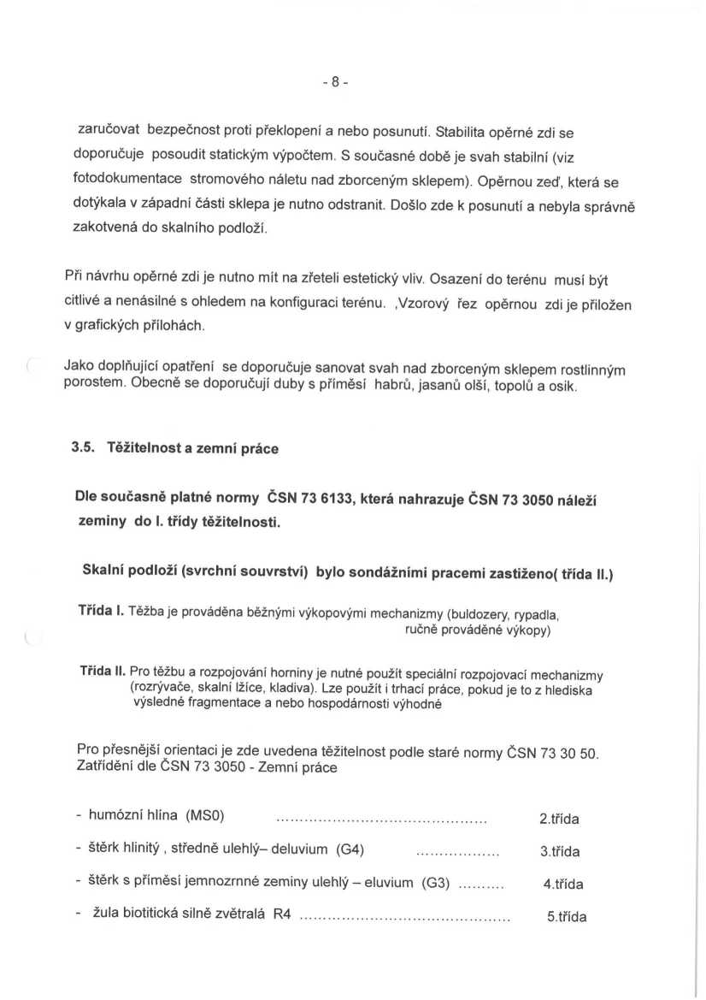 - 8 -
zaručovat bezpečnost proti překlopení a nebo posunutí. Stabilita opěrné zdi se
doporučuje posoudit statickým výpočtem. S současné době je svah stabilní (viz
fotodokumentace stromového náletu nad zborceným sklepem). Opěrnou zeď, která se
dotýkala v západní části sklepa je nutno odstranit. Došlo zde k posunutí a nebyla správně
zakotvená do skalního podloží.
Při návrhu opěrné zdi je nutno mít na zřeteli estetický vliv. Osazení do terénu musí být
citlivé a nenásilné s ohledem na konfiguraci terénu. ,Vzorový řez opěrnou zdi je přiložen
v grafických přílohách.
Jako doplňující opatření se doporučuje sanovat svah nad zborceným sklepem rostlinným
porostem. Obecně se doporučují duby s příměsí habrů, jasanů olší, topolů a osik.
3.5. Těžitelnost a zemní práce
Dle současně platné normy ČSN 73 6133, která nahrazuje ČSN 73 3050 náleží
zeminy do I. třídy těžitelnosti.
Skalní podloží (svrchní souvrství) bylo sondážními pracemi zastiženo( třída II.)
Třída I. Těžba je prováděna běžnými výkopovými mechanizmy (buldozery, rypadla,
ručně prováděné výkopy)
Třída II. Pro těžbu a rozpojování horniny je nutné použít speciální rozpojovací mechanizmy
(rozrývače, skalní lžíce, kladiva). Lze použít i trhací práce, pokud je to z hlediska
výsledné fragmentace a nebo hospodárnosti výhodné
Pro přesnější orientaci je zde uvedena těžitelnost podle staré normy ČSN 73 30 50.
Zatřídění dle ČSN 73 3050 - Zemní práce
- humózní hlína (MS0) ............................................. 2.třída
- štěrk hlinitý , středně ulehlý– deluvium (G4) .................. 3.třída
- štěrk s příměsí jemnozrnné zeminy ulehlý – eluvium (G3) .......... 4.třída
- žula biotitická silně zvětralá R4 ............................................. 5.třída